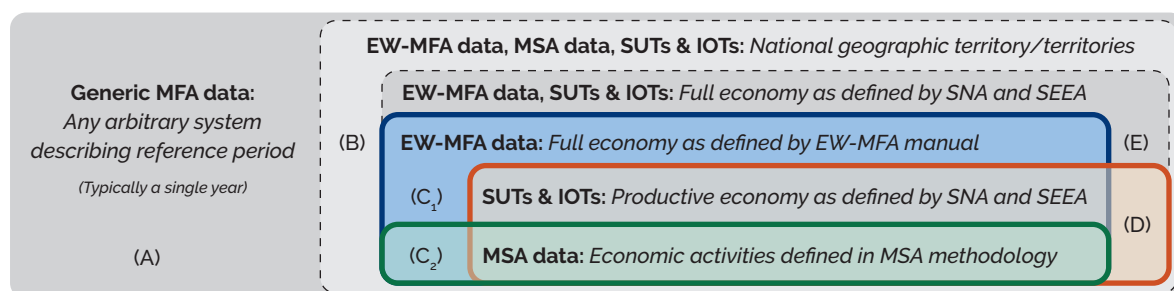 EW-MFA data, MSA data, SUTs & IOTs: National geographic territory/territories
Generic MFA data:
Any arbitrary system
describing reference period
(Typically a single year)
(A)
EW-MFA data, SUTs & IOTs: Full economy as defined by SNA and SEEA
(B)
EW-MFA data: Full economy as defined by EW-MFA manual
(E)
(C₁)
SUTs & IOTs: Productive economy as defined by SNA and SEEA
(D)
(C₂)
MSA data: Economic activities defined in MSA methodology